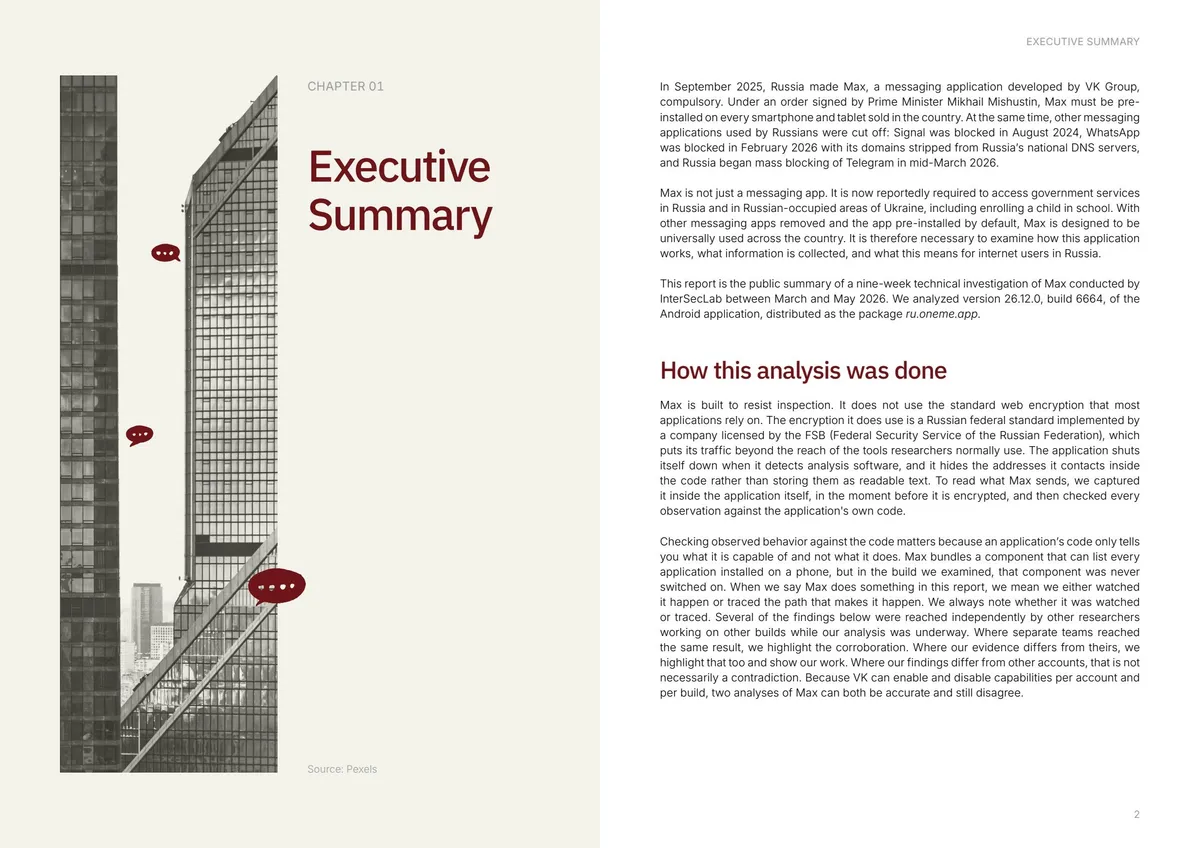 CHAPTER 01
Executive
Summary
Source: Pexels
EXECUTIVE SUMMARY
In September 2025, Russia made Max, a messaging application developed by VK Group,
compulsory. Under an order signed by Prime Minister Mikhail Mishustin, Max must be pre-
installed on every smartphone and tablet sold in the country. At the same time, other messaging
applications used by Russians were cut off: Signal was blocked in August 2024, WhatsApp
was blocked in February 2026 with its domains stripped from Russia's national DNS servers,
and Russia began mass blocking of Telegram in mid-March 2026.
Max is not just a messaging app. It is now reportedly required to access government services
in Russia and in Russian-occupied areas of Ukraine, including enrolling a child in school. With
other messaging apps removed and the app pre-installed by default, Max is designed to be
universally used across the country. It is therefore necessary to examine how this application
works, what information is collected, and what this means for internet users in Russia.
This report is the public summary of a nine-week technical investigation of Max conducted by
InterSecLab between March and May 2026. We analyzed version 26.12.0, build 6664, of the
Android application, distributed as the package ru.oneme.app.
How this analysis was done
Max is built to resist inspection. It does not use the standard web encryption that most
applications rely on. The encryption it does use is a Russian federal standard implemented by
a company licensed by the FSB (Federal Security Service of the Russian Federation), which
puts its traffic beyond the reach of the tools researchers normally use. The application shuts
itself down when it detects analysis software, and it hides the addresses it contacts inside
the code rather than storing them as readable text. To read what Max sends, we captured
it inside the application itself, in the moment before it is encrypted, and then checked every
observation against the application's own code.
Checking observed behavior against the code matters because an application's code only tells
you what it is capable of and not what it does. Max bundles a component that can list every
application installed on a phone, but in the build we examined, that component was never
switched on. When we say Max does something in this report, we mean we either watched
it happen or traced the path that makes it happen. We always note whether it was watched
or traced. Several of the findings below were reached independently by other researchers
working on other builds while our analysis was underway. Where separate teams reached
the same result, we highlight the corroboration. Where our evidence differs from theirs, we
highlight that too and show our work. Where our findings differ from other accounts, that is not
necessarily a contradiction. Because VK can enable and disable capabilities per account and
per build, two analyses of Max can both be accurate and still disagree.
2